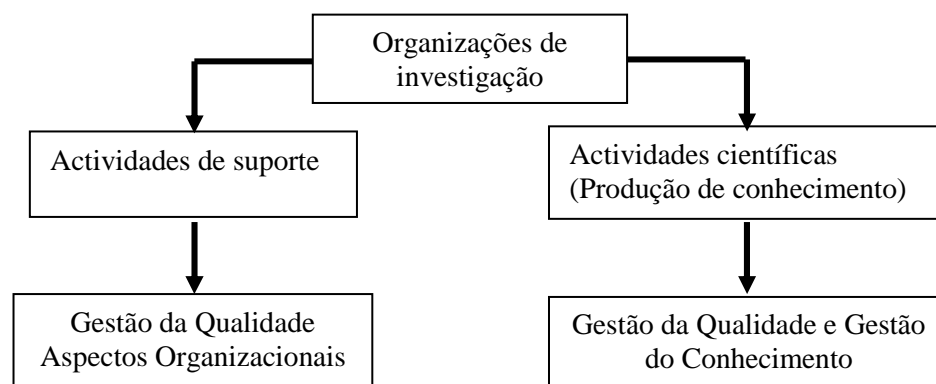 Organizações de
investigação
Actividades de suporte
Actividades científicas
(Produção de conhecimento)
Gestão da Qualidade
Aspectos Organizacionais
Gestão da Qualidade e Gestão
do Conhecimento